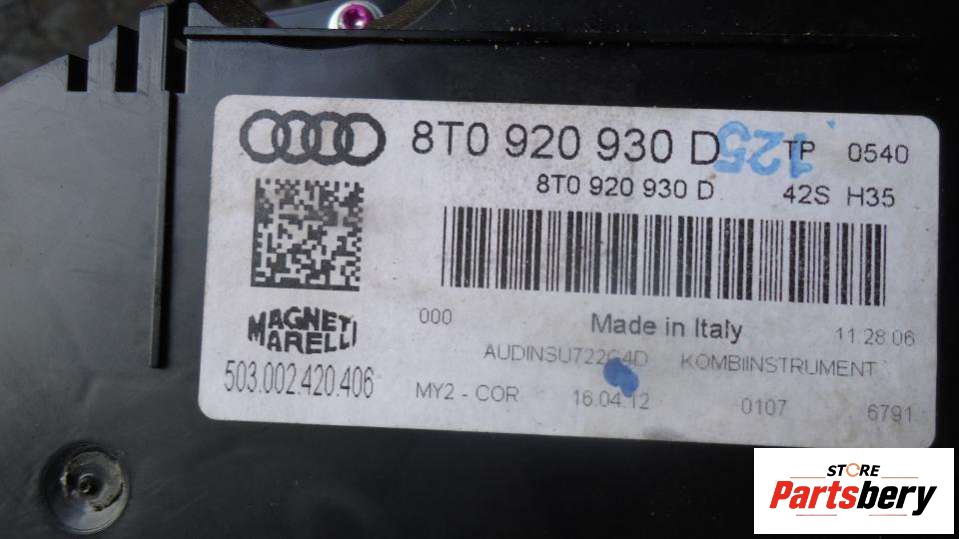 8T0 920 930 D TP 0540
125
8T0 920 930 D 42S H35
000 Made in Italy 11:28:06
MAGNETI
MARELLI
KOMBIINSTRUMENT
503.002.420.406
MY2 - COR 16.04.12 0107 6791
STORE
Partsbery